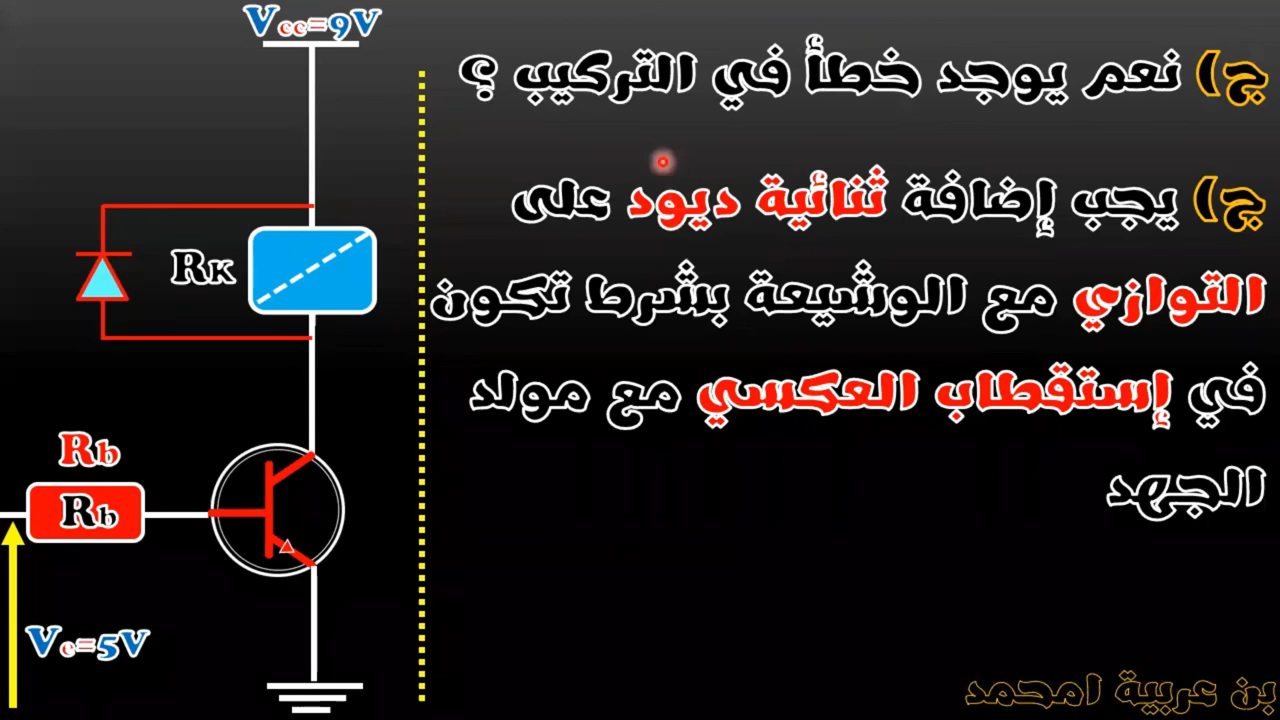 Vcc=9V
ج) نعم يوجد خطأ في التركيب ؟
ج) يجب إضافة ثنائية ديود على
التوازي مع الوشيعة بشرط تكون
في إستقطاب العكسي مع مولد
الجهد
RK
Rb
Rb
Ve=5V
بن عربية امحمد